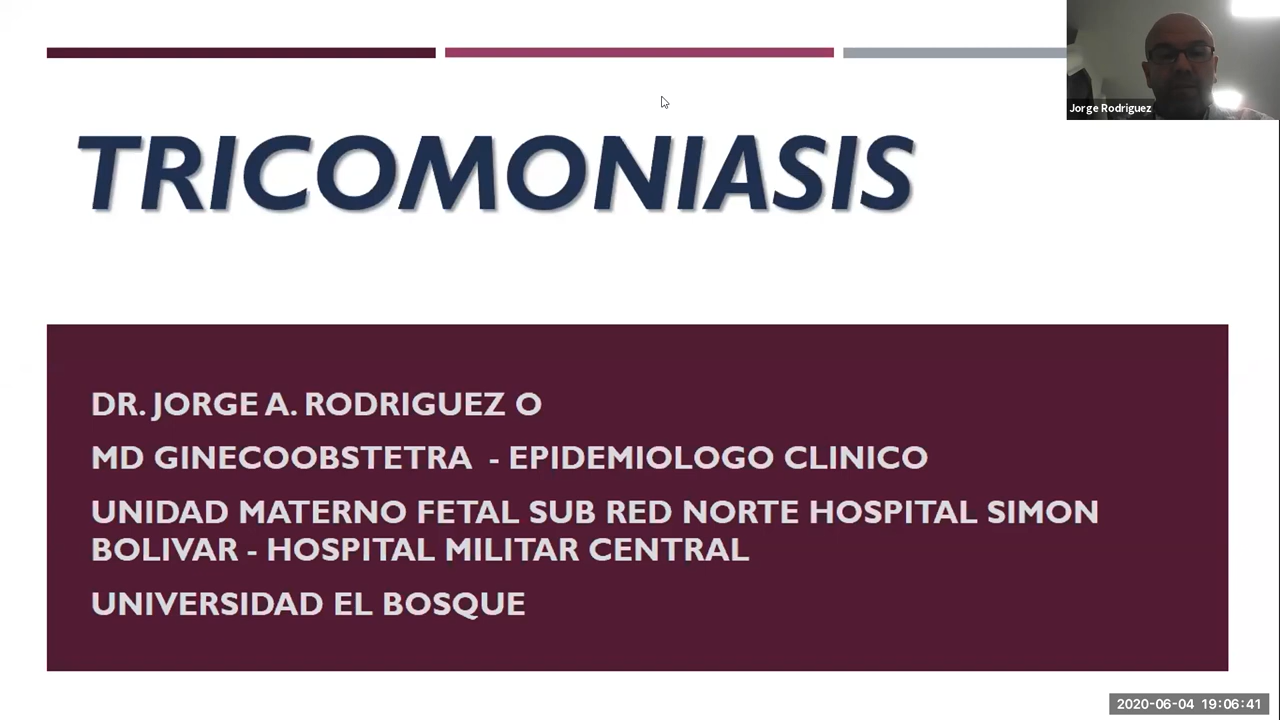 Jorge Rodriguez
TRICOMONIASIS
DR. JORGE A. RODRIGUEZ O
MD GINECOOBSTETRA - EPIDEMIOLOGO CLINICO
UNIDAD MATERNO FETAL SUB RED NORTE HOSPITAL SIMON
BOLIVAR - HOSPITAL MILITAR CENTRAL
UNIVERSIDAD EL BOSQUE
2020-06-04 19:06:41